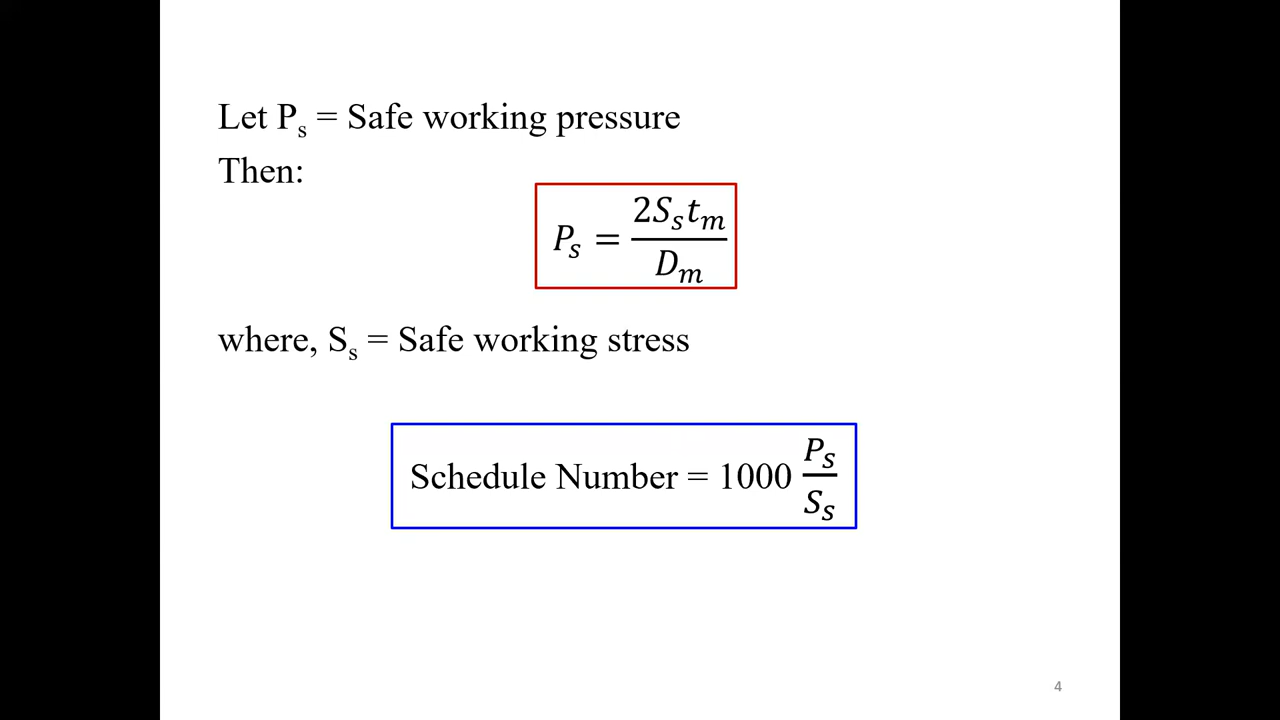 Let Pₛ = Safe working pressure
Then:
Pₛ = 2Sₛtₘ / Dₘ
where, Sₛ = Safe working stress
Schedule Number = 1000 Pₛ / Sₛ
4